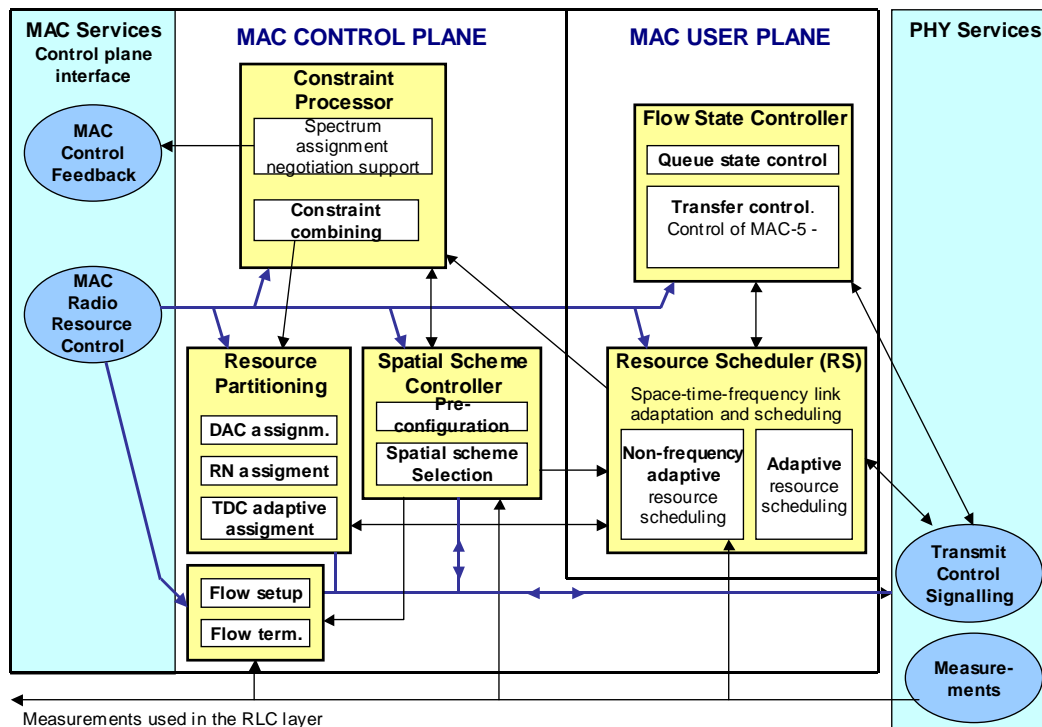 MAC Services
Control plane
interface
MAC CONTROL PLANE
MAC USER PLANE
PHY Services
Constraint
Processor
Spectrum
assignment
negotiation support
Constraint
combining
MAC
Control
Feedback
Flow State Controller
Queue state control
Transfer control.
Control of MAC-5 -
MAC
Radio
Resource
Control
Resource
Partitioning
DAC assignm.
RN assigment
TDC adaptive
assigment
Spatial Scheme
Controller
Pre-
configuration
Spatial scheme
Selection
Resource Scheduler (RS)
Space-time-frequency link
adaptation and scheduling
Non-frequency
adaptive
resource
scheduling
Adaptive
resource
scheduling
Flow setup
Flow term.
Transmit
Control
Signalling
Measure-
ments
Measurements used in the RLC layer